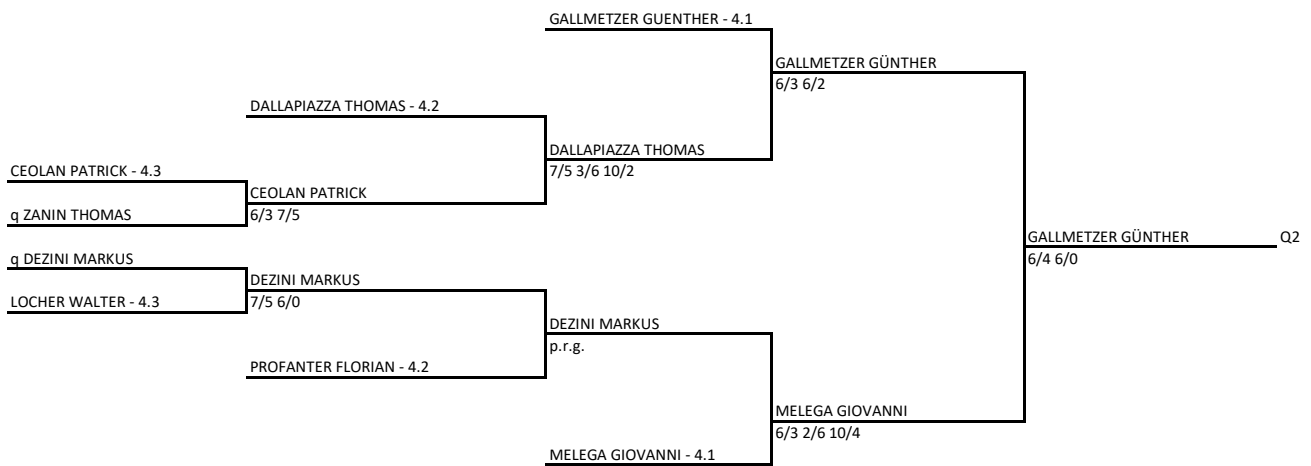 GALLMETZER GUENTHER - 4.1
GALLMETZER GÜNTHER
6/3 6/2
DALLAPIAZZA THOMAS - 4.2
DALLAPIAZZA THOMAS
7/5 3/6 10/2
CEOLAN PATRICK - 4.3
CEOLAN PATRICK
6/3 7/5
q ZANIN THOMAS
GALLMETZER GÜNTHER
Q2
6/4 6/0
q DEZINI MARKUS
DEZINI MARKUS
7/5 6/0
LOCHER WALTER - 4.3
DEZINI MARKUS
p.r.g.
PROFANTER FLORIAN - 4.2
MELEGA GIOVANNI
6/3 2/6 10/4
MELEGA GIOVANNI - 4.1